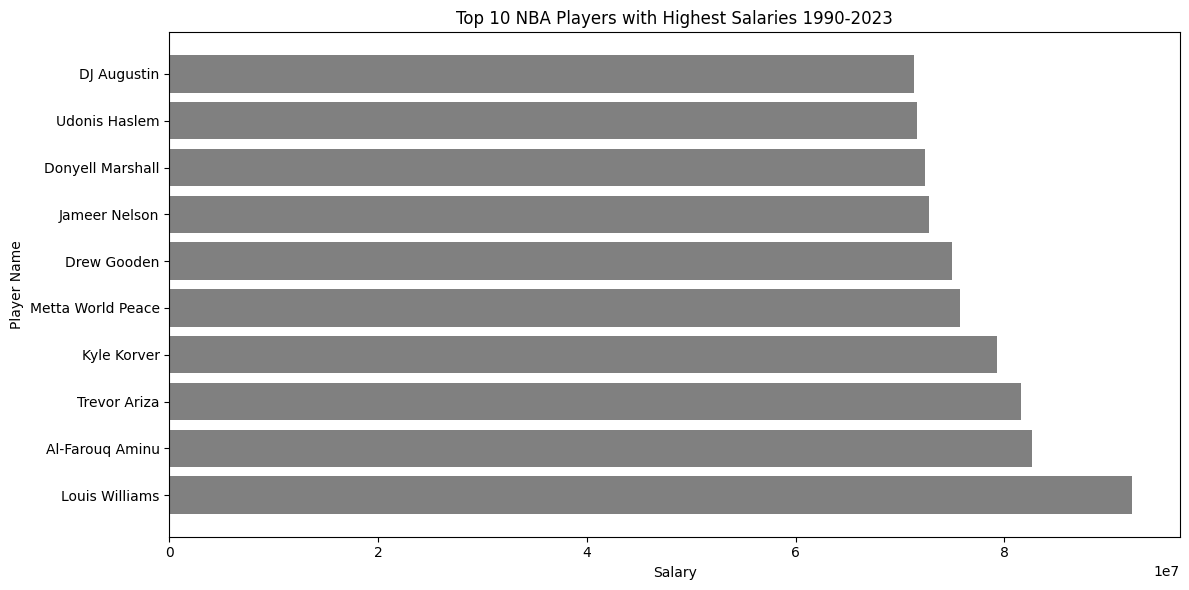 Top 10 NBA Players with Highest Salaries 1990-2023
Player Name
DJ Augustin
Udonis Haslem
Donyell Marshall
Jameer Nelson
Drew Gooden
Metta World Peace
Kyle Korver
Trevor Ariza
Al-Farouq Aminu
Louis Williams
0 2 4 6 8
1e7
Salary